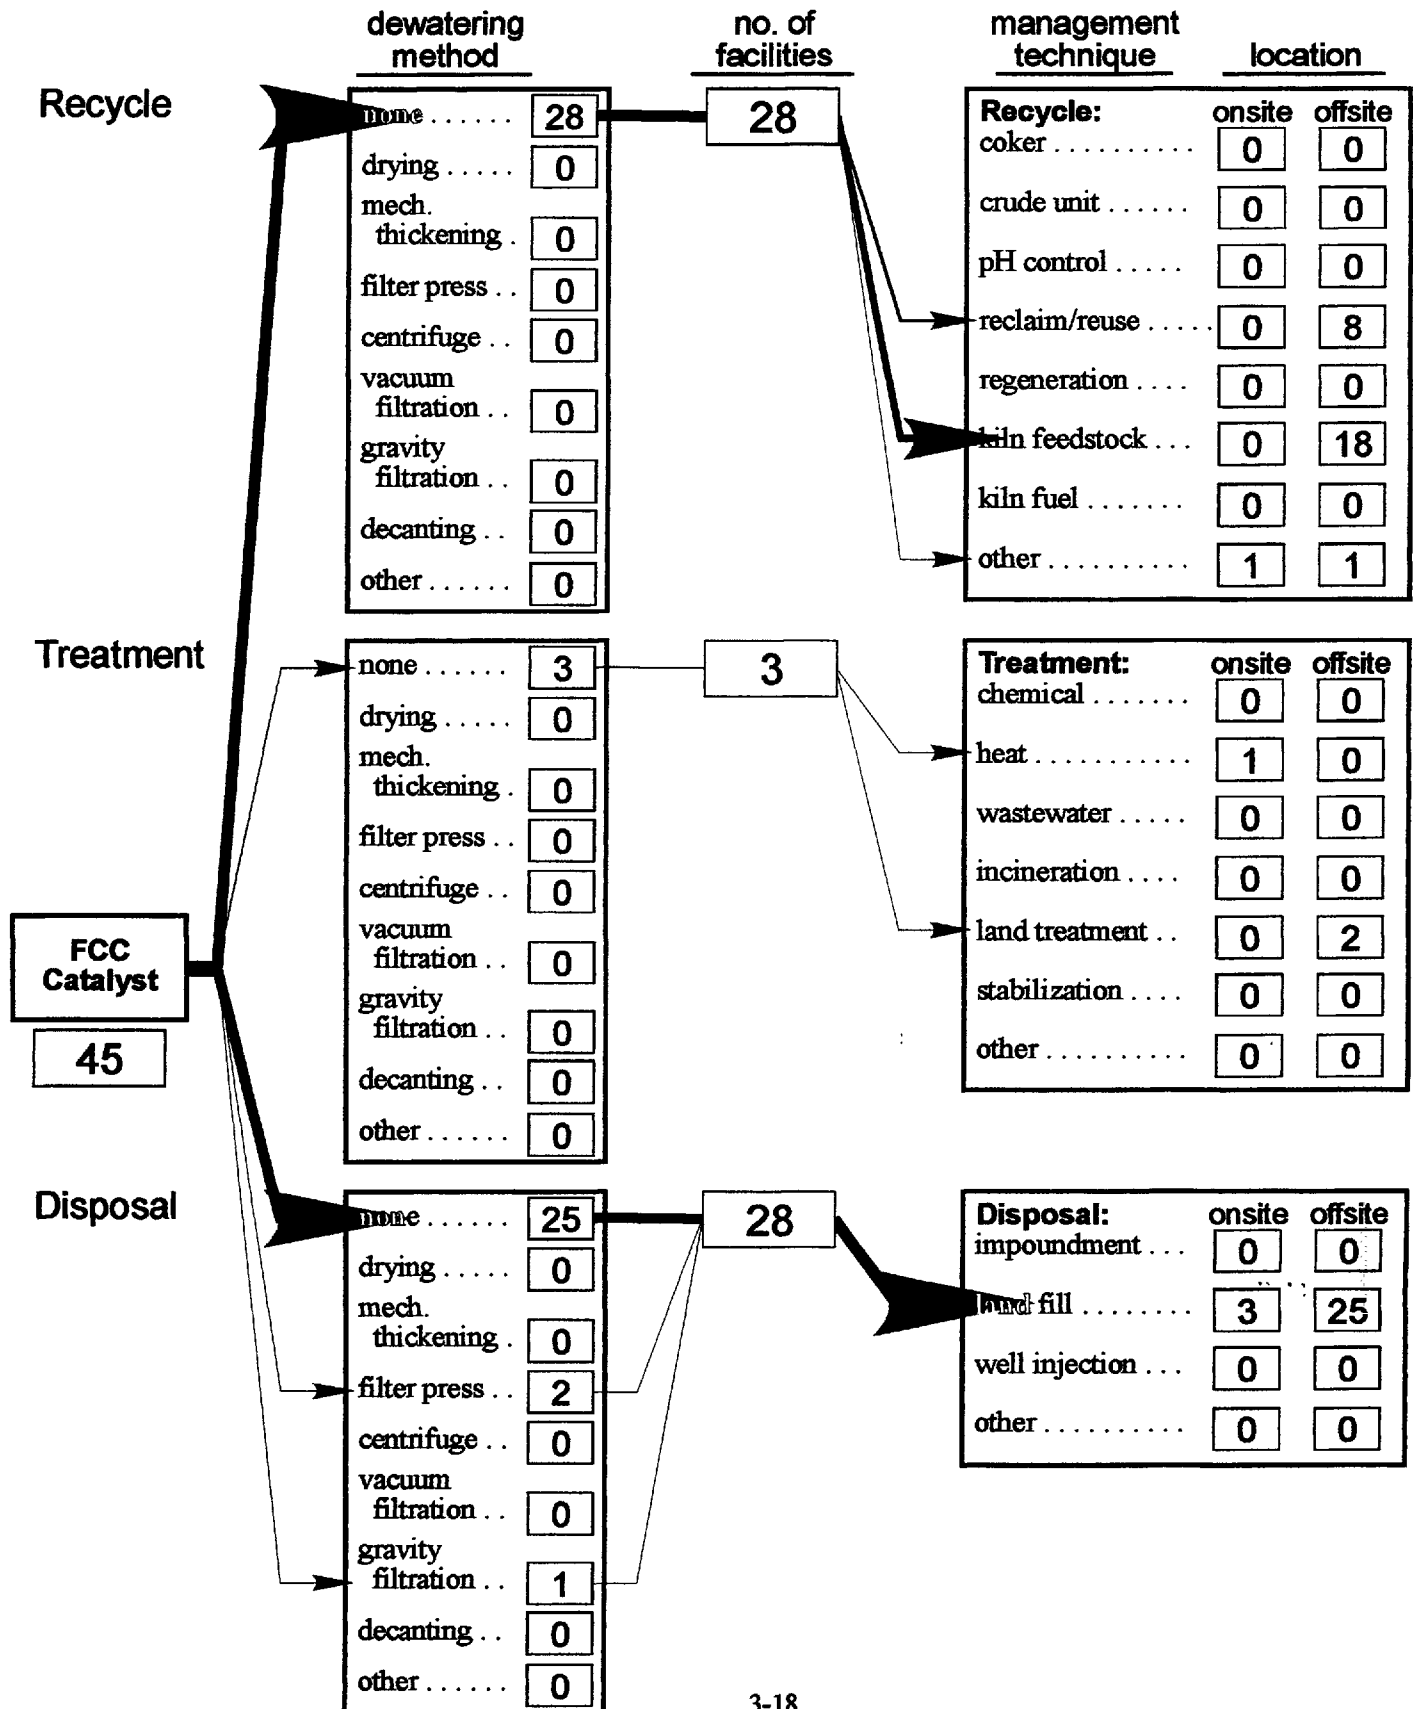 dewatering method
no. of facilities
management technique
location
Recycle
none ...... 28
drying ..... 0
mech.
thickening . 0
filter press .. 0
centrifuge .. 0
vacuum
filtration .. 0
gravity
filtration .. 0
decanting .. 0
other ...... 0
28
Recycle: onsite offsite
coker .......... 0 0
crude unit ...... 0 0
pH control ..... 0 0
reclaim/reuse ..... 0 8
regeneration .... 0 0
kiln feedstock ... 0 18
kiln fuel ....... 0 0
other .......... 1 1
Treatment
none ...... 3
drying ..... 0
mech.
thickening . 0
filter press .. 0
centrifuge .. 0
vacuum
filtration .. 0
gravity
filtration .. 0
decanting .. 0
other ...... 0
3
Treatment: onsite offsite
chemical ....... 0 0
heat ........... 1 0
wastewater ..... 0 0
incineration .... 0 0
land treatment .. 0 2
stabilization .... 0 0
other .......... 0 0
FCC
Catalyst
45
Disposal
none ...... 25
drying ..... 0
mech.
thickening . 0
filter press .. 2
centrifuge .. 0
vacuum
filtration .. 0
gravity
filtration .. 1
decanting .. 0
other ...... 0
28
Disposal: onsite offsite
impoundment ... 0 0
land fill ........ 3 25
well injection ... 0 0
other .......... 0 0
3-18